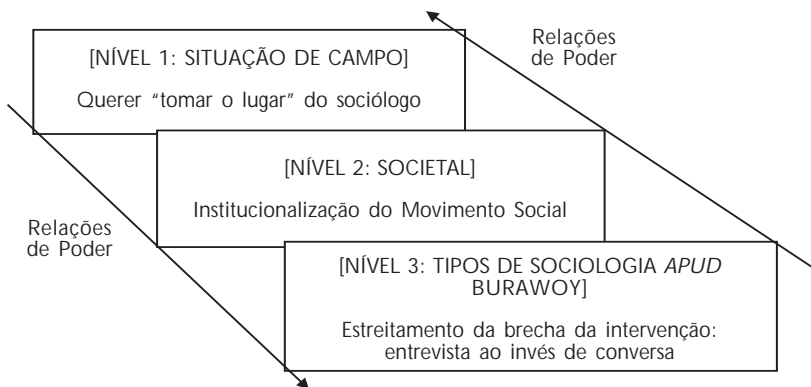 Relações
de Poder
[NÍVEL 1: SITUAÇÃO DE CAMPO]
Querer “tomar o lugar” do sociólogo
[NÍVEL 2: SOCIETAL]
Institucionalização do Movimento Social
Relações
de Poder
[NÍVEL 3: TIPOS DE SOCIOLOGIA APUD
BURAWOY]
Estreitamento da brecha da intervenção:
entrevista ao invés de conversa